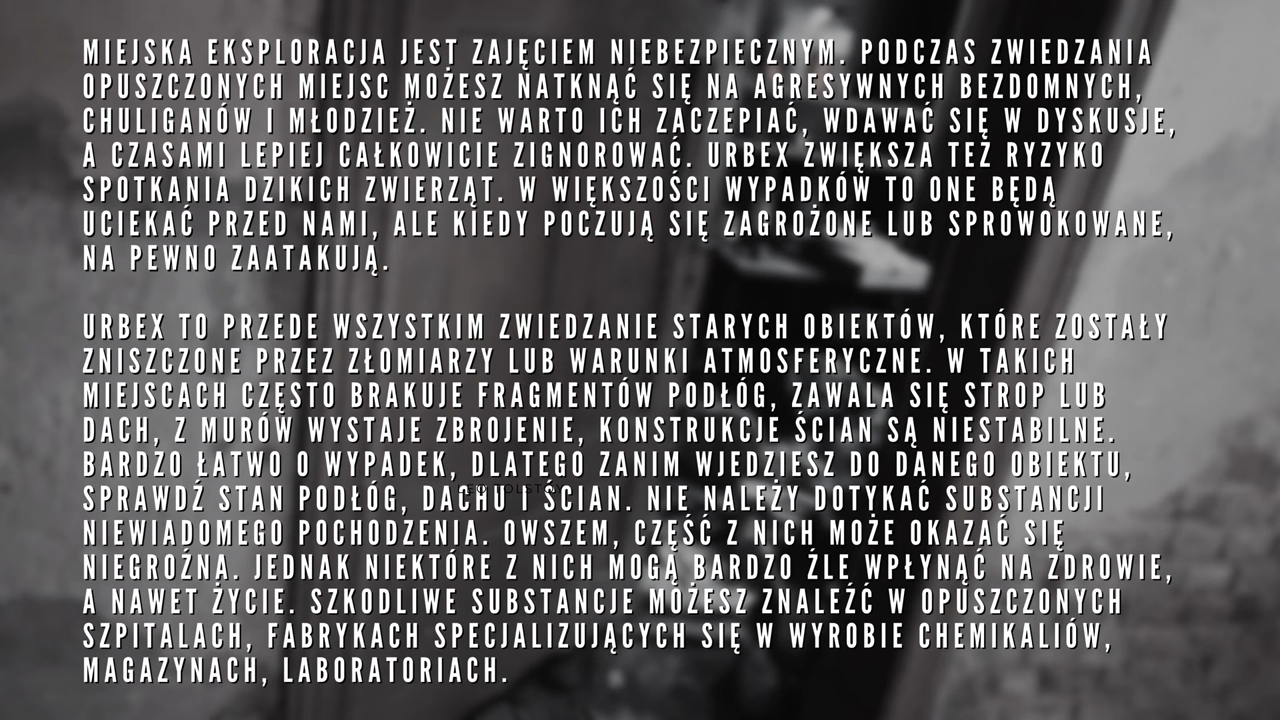 MIEJSKA EKSPLORACJA JEST ZAJĘCIEM NIEBEZPIECZNYM. PODCZAS ZWIEDZANIA
OPUSZCZONYCH MIEJSC MOŻESZ NATKNĄĆ SIĘ NA AGRESYWNYCH BEZDOMNYCH,
CHULIGANÓW I MŁODZIEŻ. NIE WARTO ICH ZACZEPIAĆ, WDAWAĆ SIĘ W DYSKUSJE,
A CZASAMI LEPIEJ CAŁKOWICIE ZIGNOROWAĆ. URBEX ZWIĘKSZA TEŻ RYZYKO
SPOTKANIA DZIKICH ZWIERZĄT. W WIĘKSZOŚCI WYPADKÓW TO ONE BĘDĄ
UCIEKAĆ PRZED NAMI, ALE KIEDY POCZUJĄ SIĘ ZAGROŻONE LUB SPROWOKOWANE,
NA PEWNO ZAATAKUJĄ.
URBEX TO PRZEDE WSZYSTKIM ZWIEDZANIE STARYCH OBIEKTÓW, KTÓRE ZOSTAŁY
ZNISZCZONE PRZEZ ZŁOMIARZY LUB WARUNKI ATMOSFERYCZNE. W TAKICH
MIEJSCACH CZĘSTO BRAKUJE FRAGMENTÓW PODŁÓG, ZAWALA SIĘ STROP LUB
DACH, Z MURÓW WYSTAJE ZBROJENIE, KONSTRUKCJE ŚCIAN SĄ NIESTABILNE.
BARDZO ŁATWO O WYPADEK, DLATEGO ZANIM WJEDZIESZ DO DANEGO OBIEKTU,
SPRAWDŹ STAN PODŁÓG, DACHU I ŚCIAN. NIE NALEŻY DOTYKAĆ SUBSTANCJI
NIEWIADOMEGO POCHODZENIA. OWSZEM, CZĘŚĆ Z NICH MOŻE OKAZAĆ SIĘ
NIEGROŹNA. JEDNAK NIEKTÓRE Z NICH MOGĄ BARDZO ŹLE WPŁYNĄĆ NA ZDROWIE,
A NAWET ŻYCIE. SZKODLIWE SUBSTANCJE MOŻESZ ZNALEŹĆ W OPUSZCZONYCH
SZPITALACH, FABRYKACH SPECJALIZUJĄCYCH SIĘ W WYROBIE CHEMIKALIÓW,
MAGAZYNACH, LABORATORIACH.